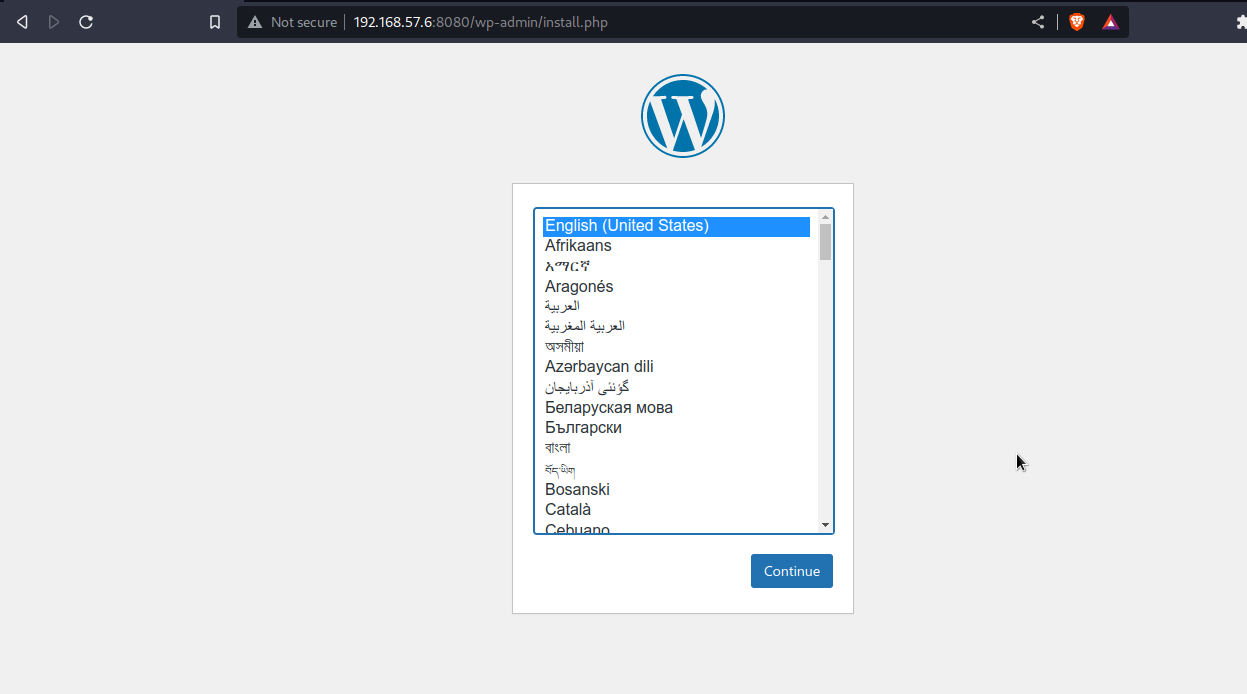 Not secure 192.168.57.6:8080/wp-admin/install.php
English (United States)
Afrikaans
አማርኛ
Aragonés
العربية
العربية المغربية
অসমীয়া
Azərbaycan dili
گؤنئی آذربایجان
Беларуская мова
Български
বাংলা
བོད་ཡིག
Bosanski
Català
Cebuano
Continue